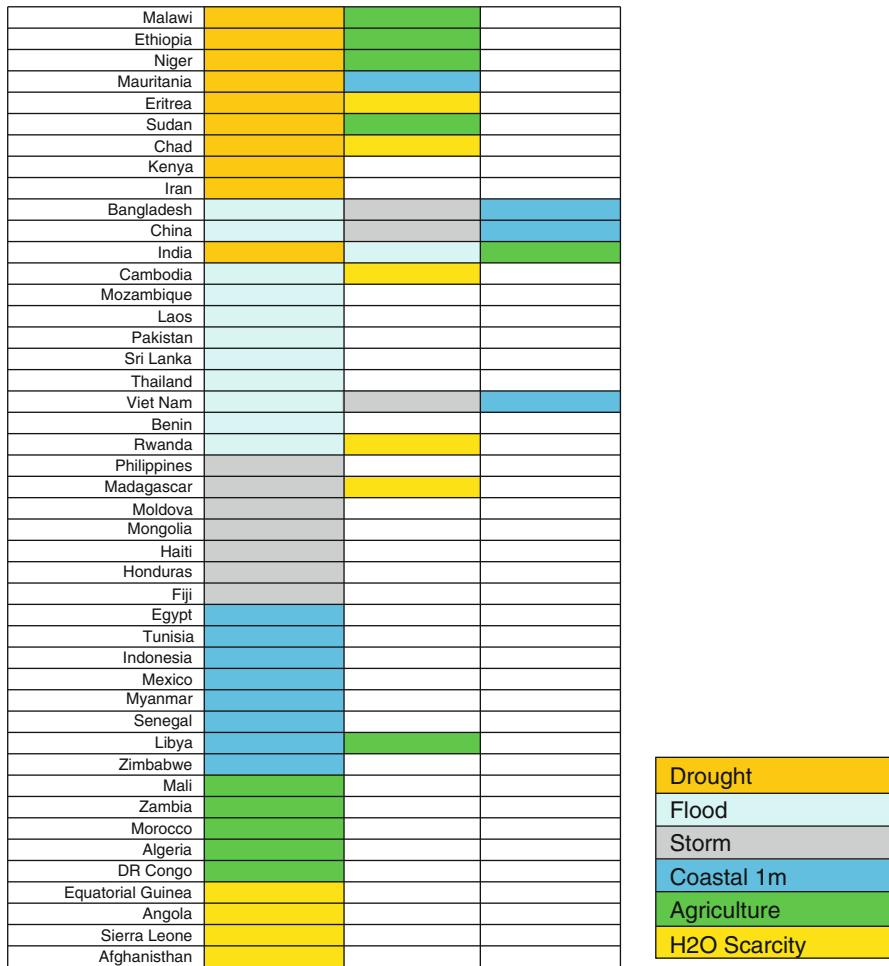 Malawi
Ethiopia
Niger
Mauritania
Eritrea
Sudan
Chad
Kenya
Iran
Bangladesh
China
India
Cambodia
Mozambique
Laos
Pakistan
Sri Lanka
Thailand
Viet Nam
Benin
Rwanda
Philippines
Madagascar
Moldova
Mongolia
Haiti
Honduras
Fiji
Egypt
Tunisia
Indonesia
Mexico
Myanmar
Senegal
Libya
Zimbabwe
Mali
Zambia
Morocco
Algeria
DR Congo
Equatorial Guinea
Angola
Sierra Leone
Afghanisthan
Drought
Flood
Storm
Coastal 1m
Agriculture
H2O Scarcity